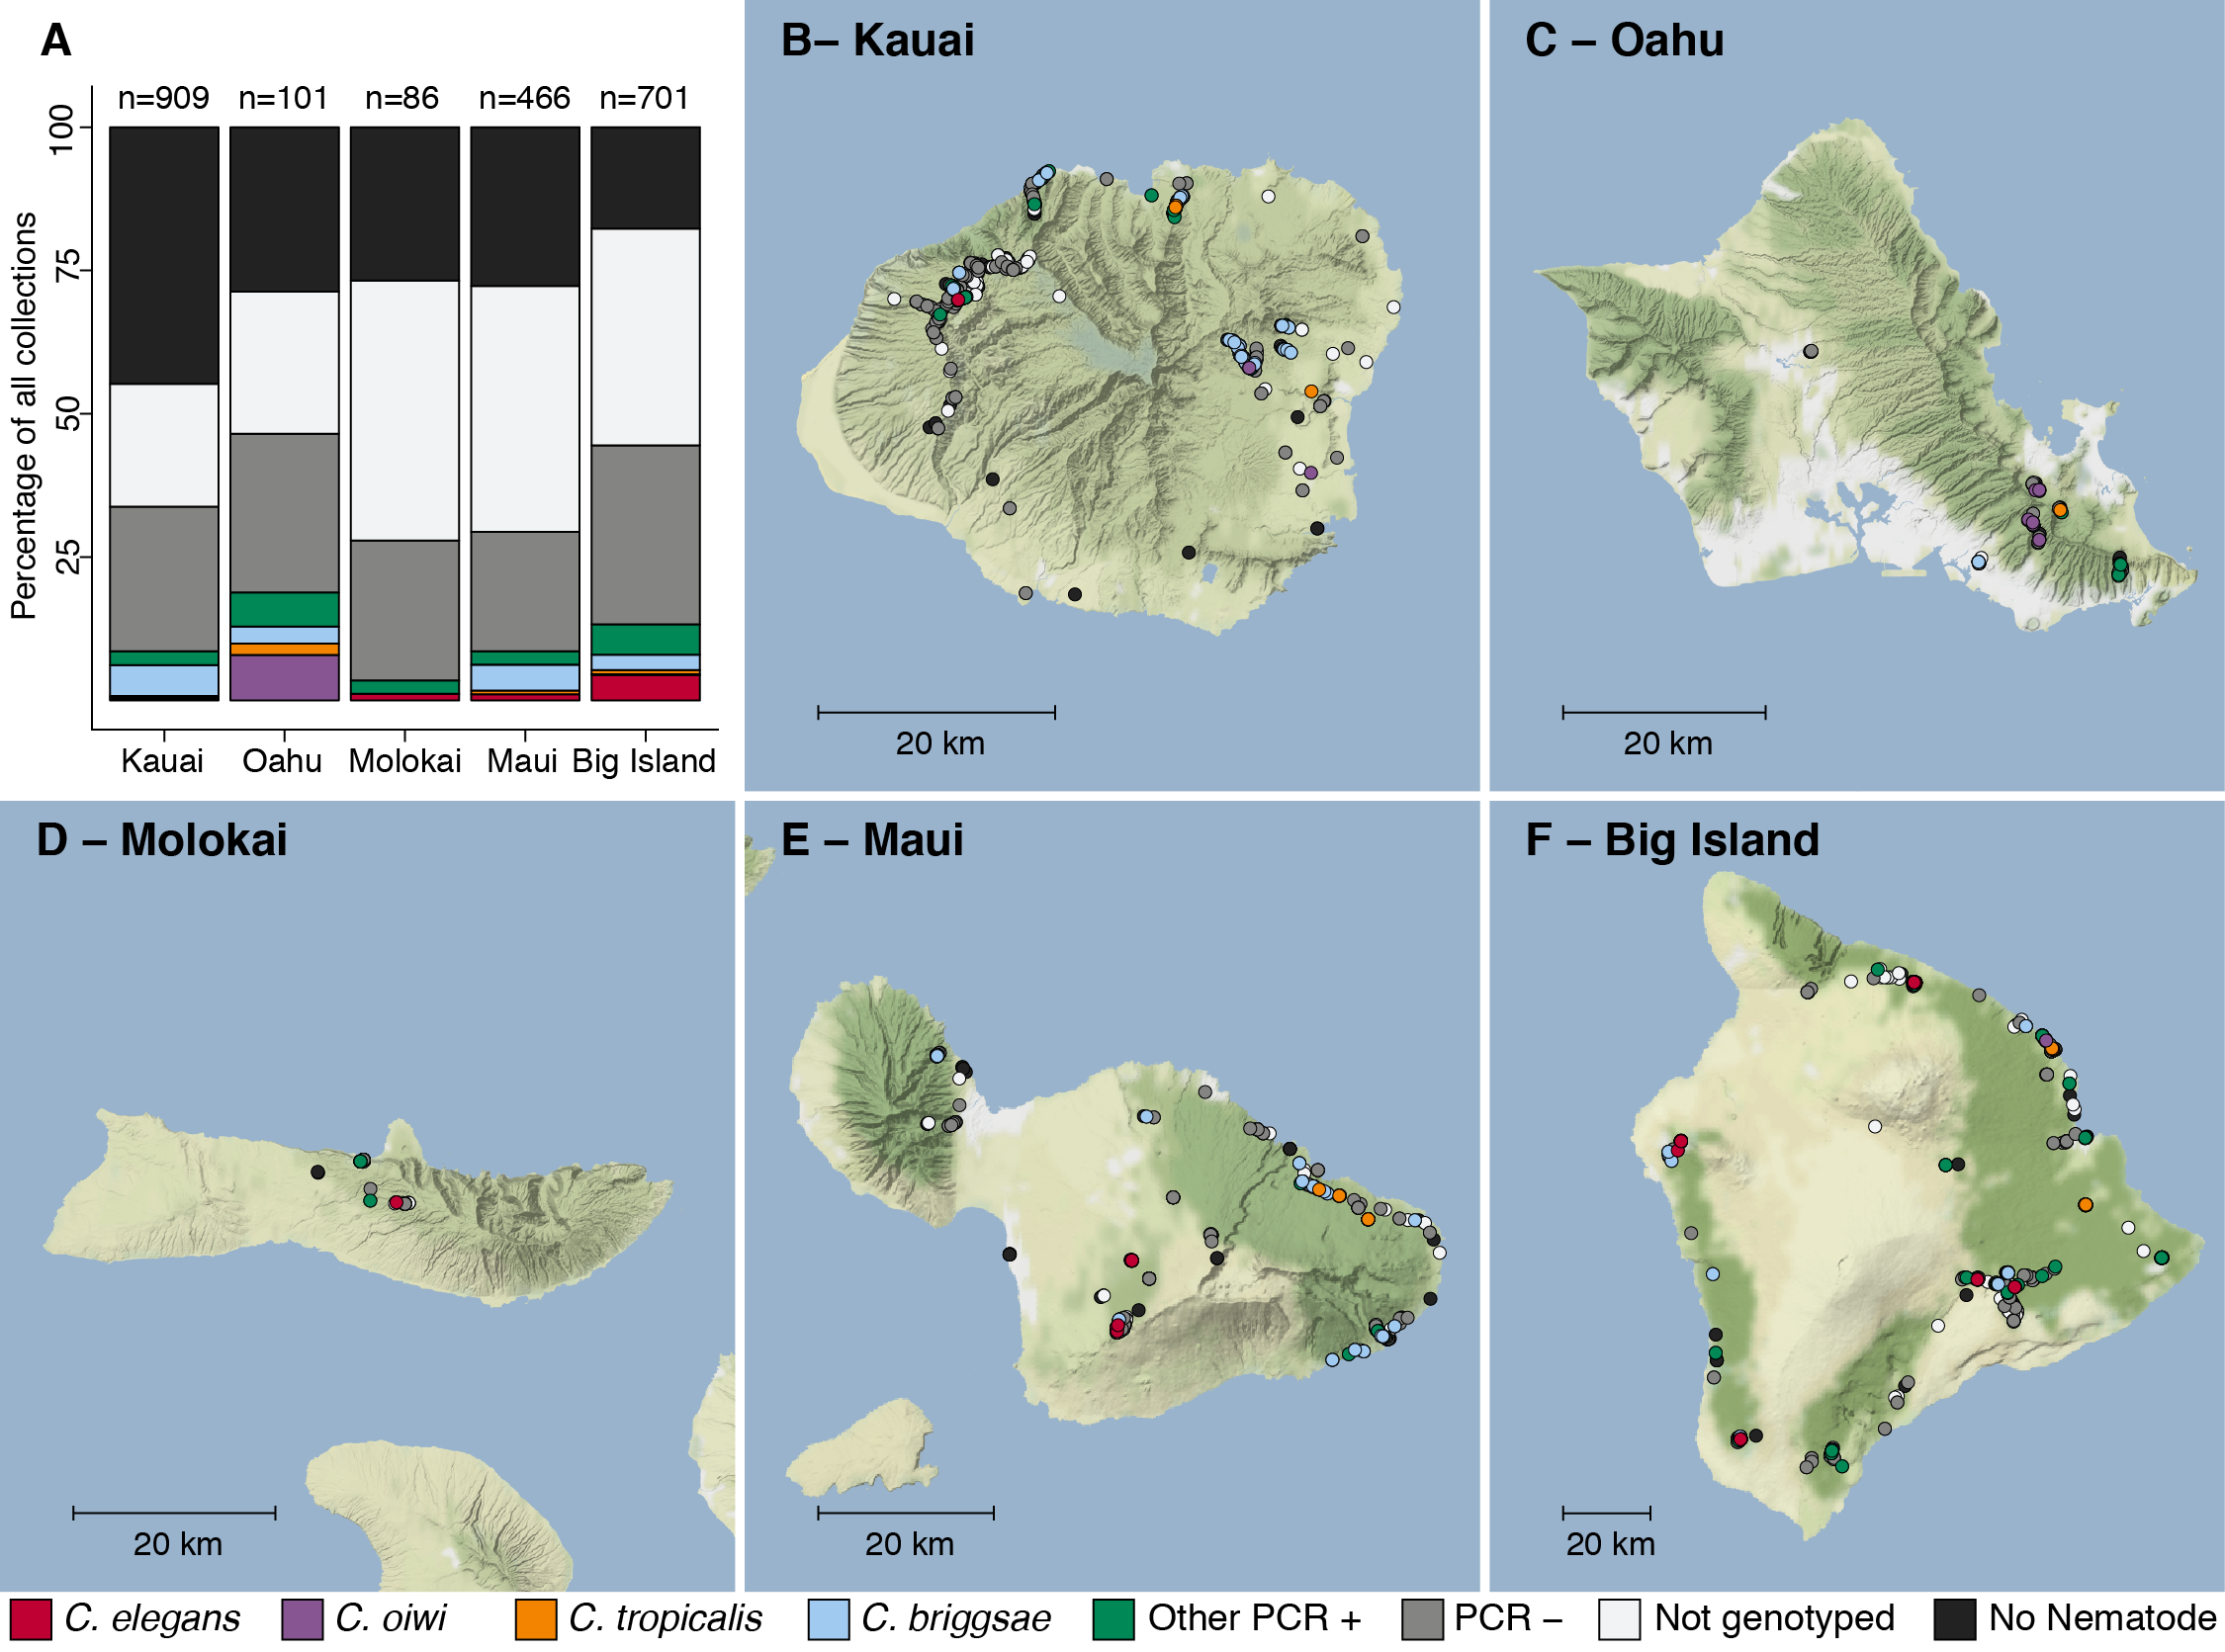 A
n=909 n=101 n=86 n=466 n=701
Percentage of all collections
100
75
50
25
Kauai Oahu Molokai Maui Big Island
B– Kauai
20 km
C – Oahu
20 km
D – Molokai
20 km
E – Maui
20 km
F – Big Island
20 km
C. elegans C. oiwi C. tropicalis C. briggsae Other PCR + PCR – Not genotyped No Nematode